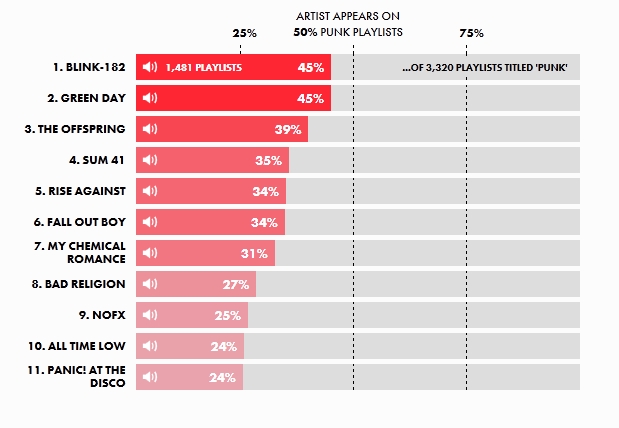 ARTIST APPEARS ON
25% 50% PUNK PLAYLISTS 75%
1. BLINK-182 1,481 PLAYLISTS 45% ...OF 3,320 PLAYLISTS TITLED 'PUNK'
2. GREEN DAY 45%
3. THE OFFSPRING 39%
4. SUM 41 35%
5. RISE AGAINST 34%
6. FALL OUT BOY 34%
7. MY CHEMICAL
ROMANCE 31%
8. BAD RELIGION 27%
9. NOFX 25%
10. ALL TIME LOW 24%
11. PANIC! AT THE
DISCO 24%